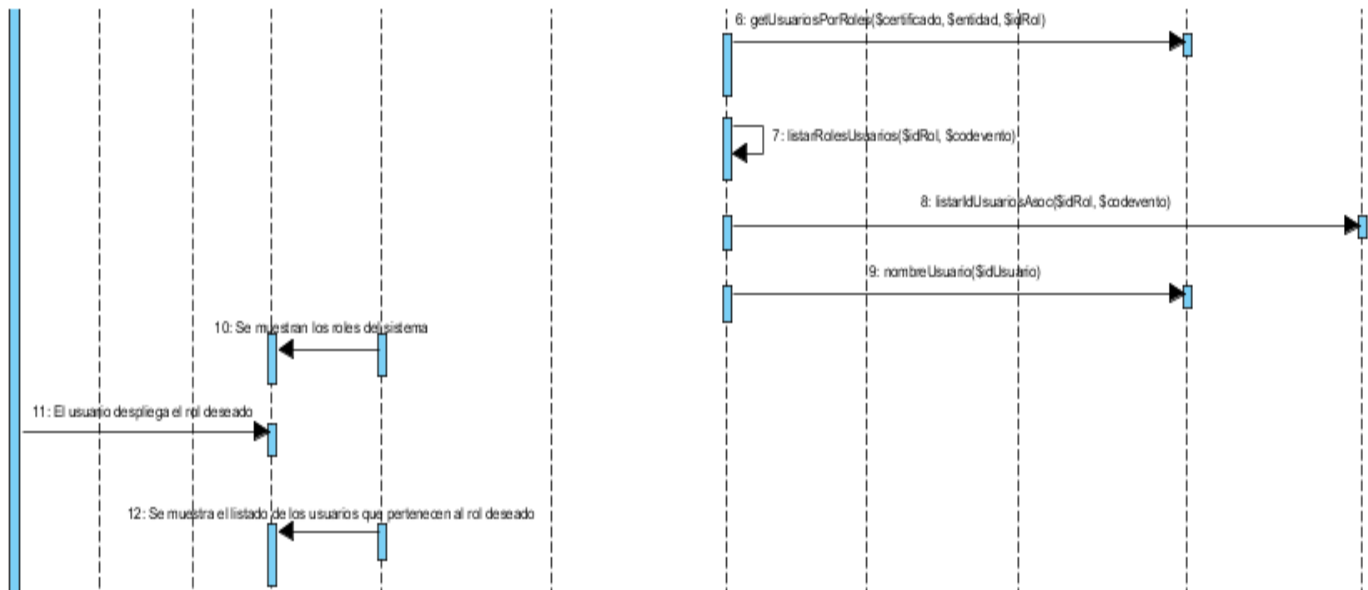 6: getUsuariosPorRoles($certificado, $entidad, $idRol)
7: listarRolesUsuarios($idRol, $codevento)
8: listarIdUsuariosAsoc($idRol, $codevento)
9: nombreUsuario($idUsuario)
10: Se muestran los roles del sistema
11: El usuario despliega el rol deseado
12: Se muestra el listado de los usuarios que pertenecen al rol deseado